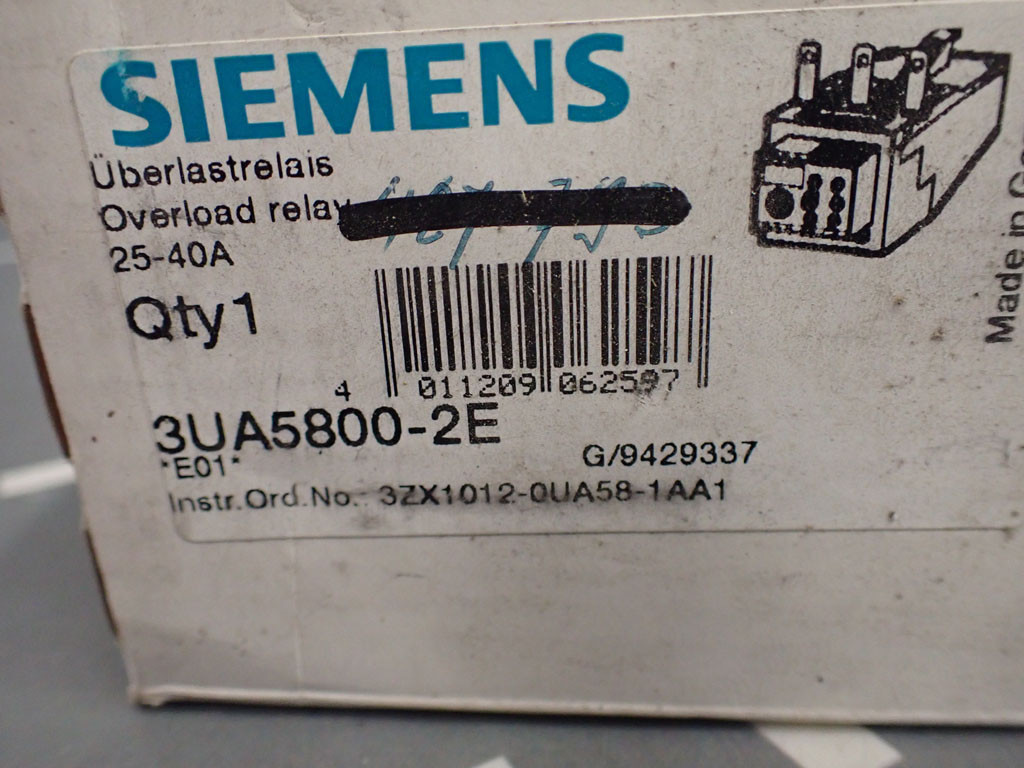 SIEMENS
Überlastrelais
Overload relay
25-40A
Qty1
4 011209 062597
3UA5800-2E
*E01*
G/9429337
Instr.Ord.No.: 3ZX1012-0UA58-1AA1
Made in